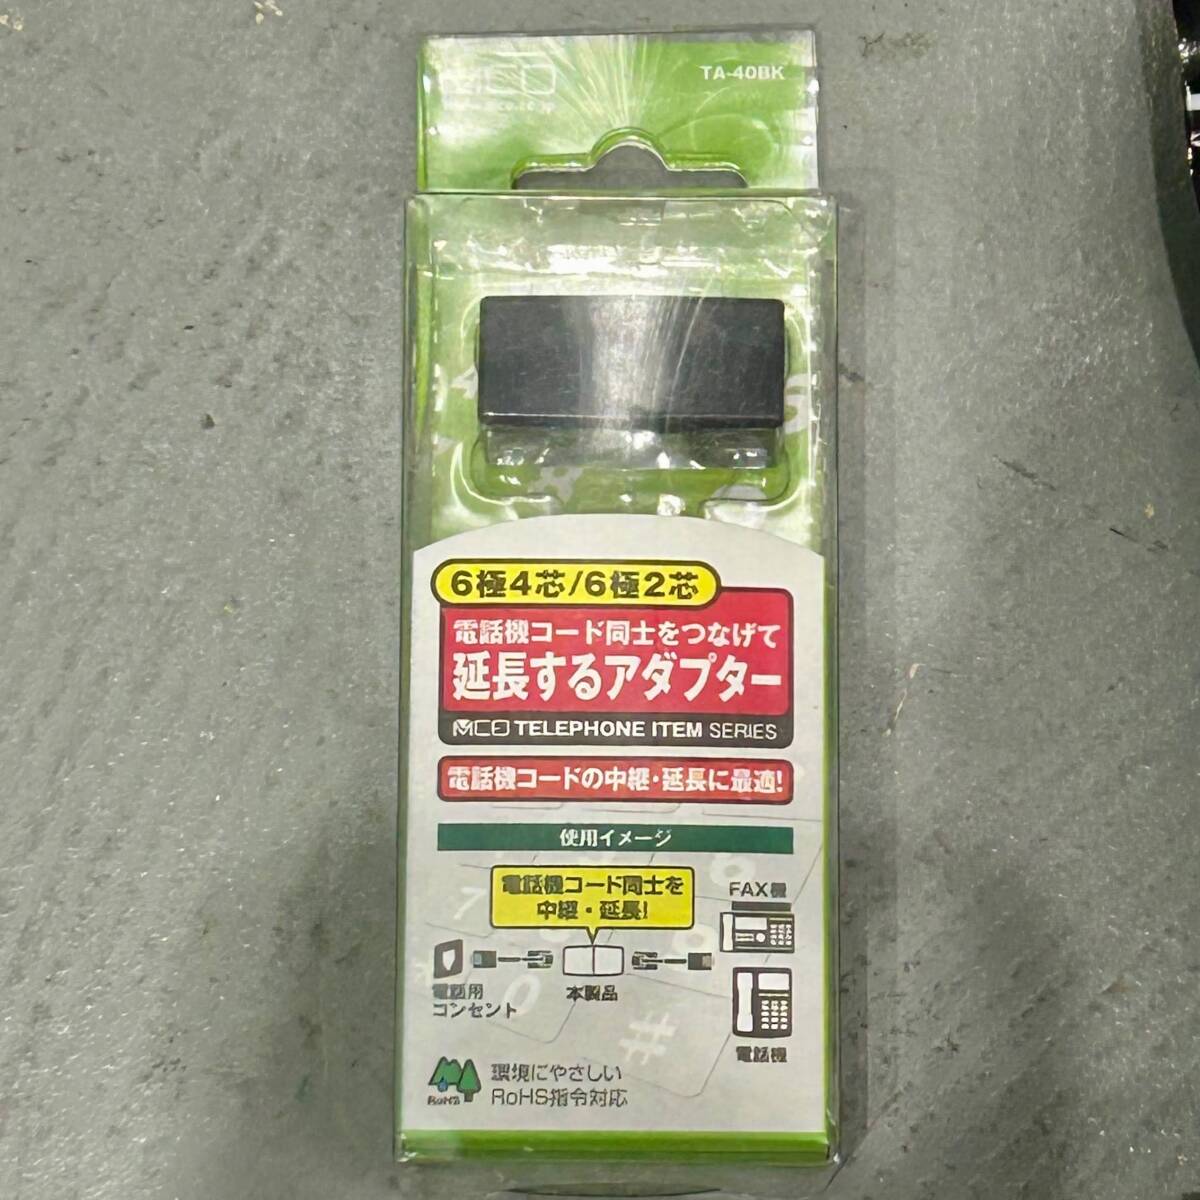 MCO
TA-40BK
6極4芯/6極2芯
電話機コード同士をつなげて
延長するアダプター
MCO TELEPHONE ITEM SERIES
電話機コードの中継・延長に最適!
使用イメージ
電話機コード同士を
中継・延長!
FAX機
電話用
コンセント
本製品
電話機
環境にやさしい
RoHS指令対応
RoHS